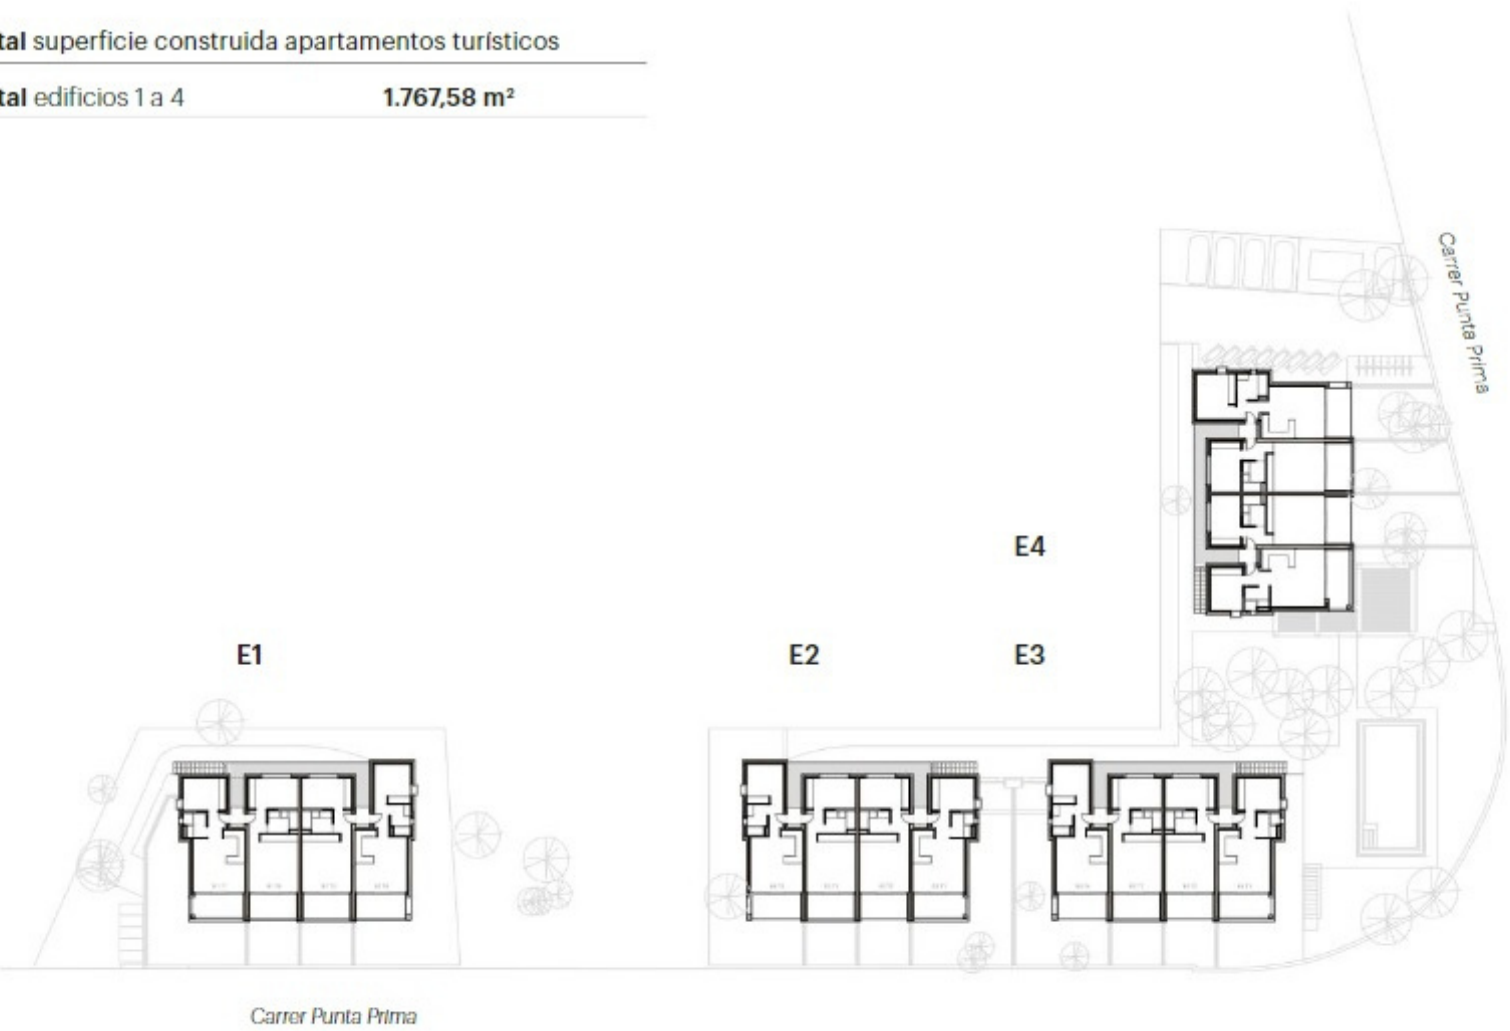 tal superficie construida apartamentos turísticos
tal edificios 1 a 4 1.767,58 m²
Carrer Punta Prima
E4
E1 E2 E3
Carrer Punta Prima